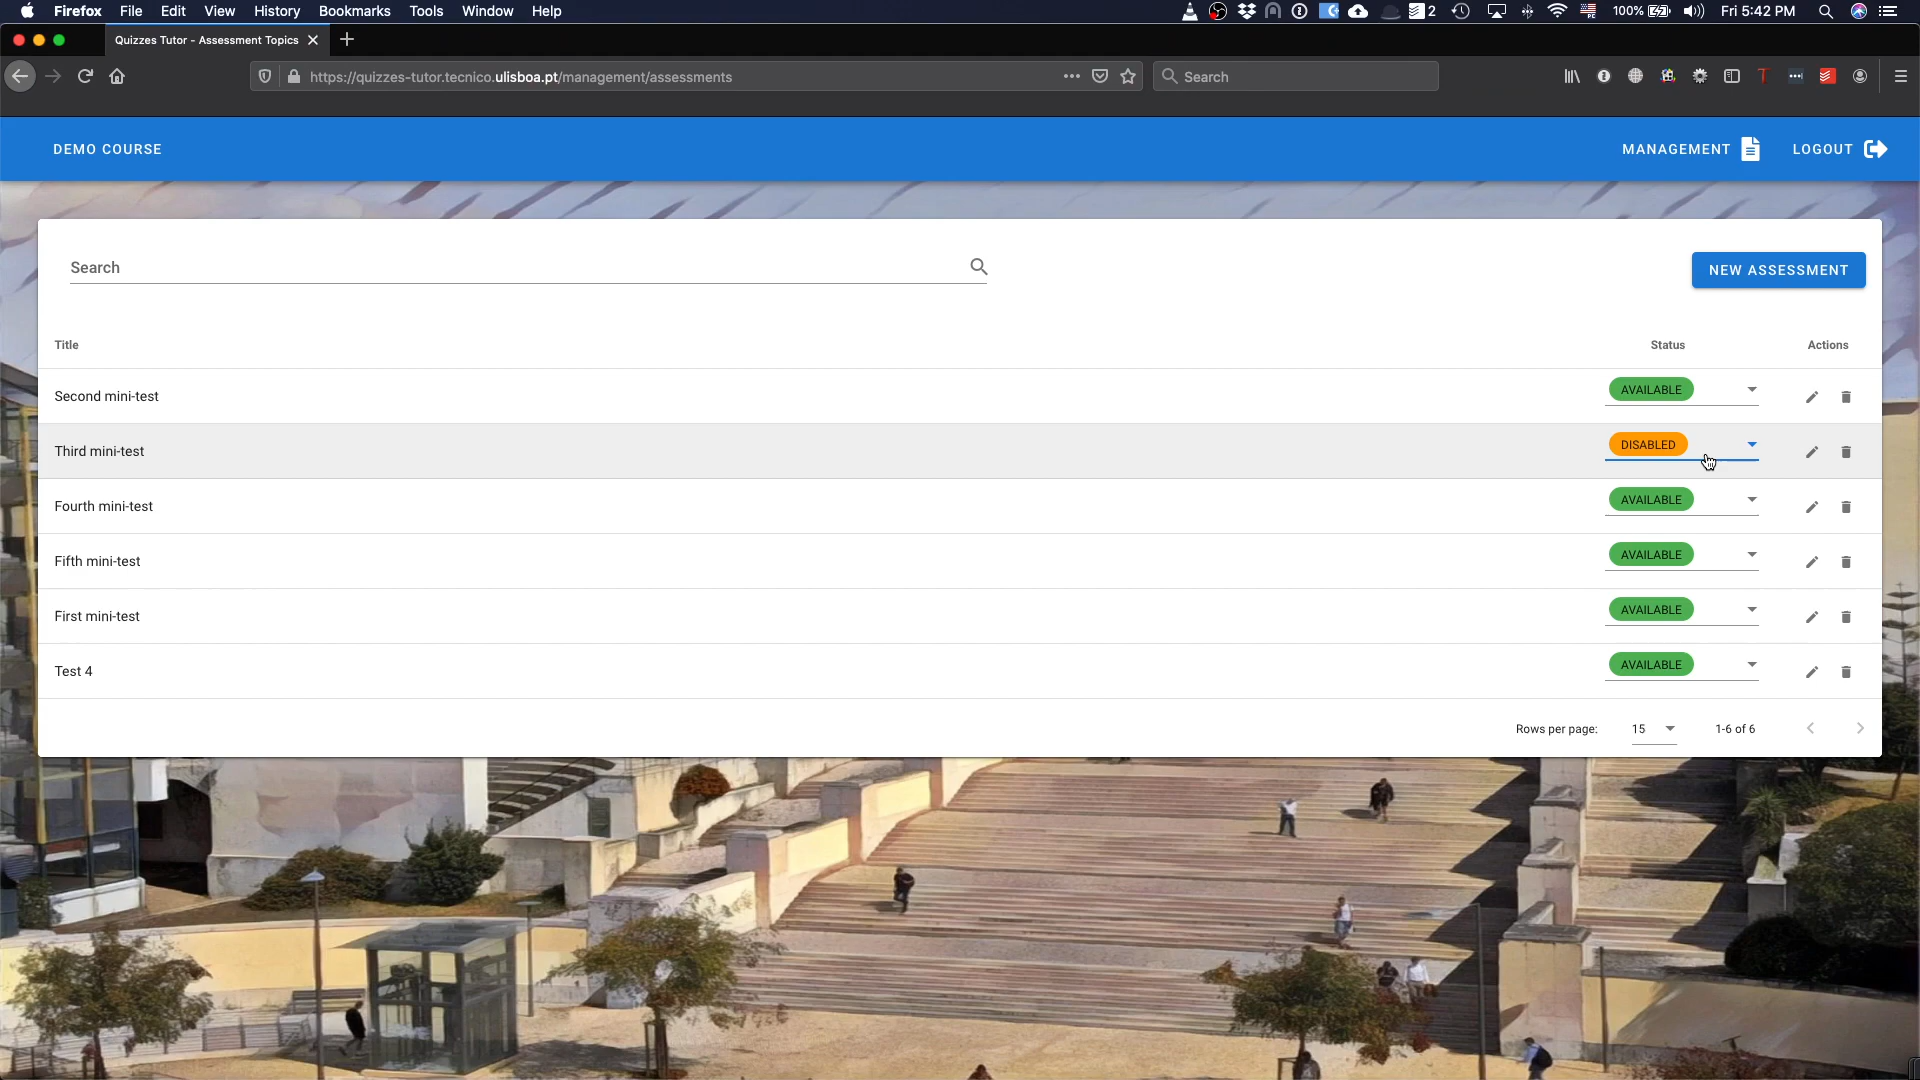 Firefox File Edit View History Bookmarks Tools Window Help 2 100% Fri 5:42 PM
Quizzes Tutor - Assessment Topics
https://quizzes-tutor.tecnico.ulisboa.pt/management/assessments Search
DEMO COURSE MANAGEMENT LOGOUT
Search NEW ASSESSMENT
Title Status Actions
Second mini-test AVAILABLE
Third mini-test DISABLED
Fourth mini-test AVAILABLE
Fifth mini-test AVAILABLE
First mini-test AVAILABLE
Test 4 AVAILABLE
Rows per page: 15 1-6 of 6